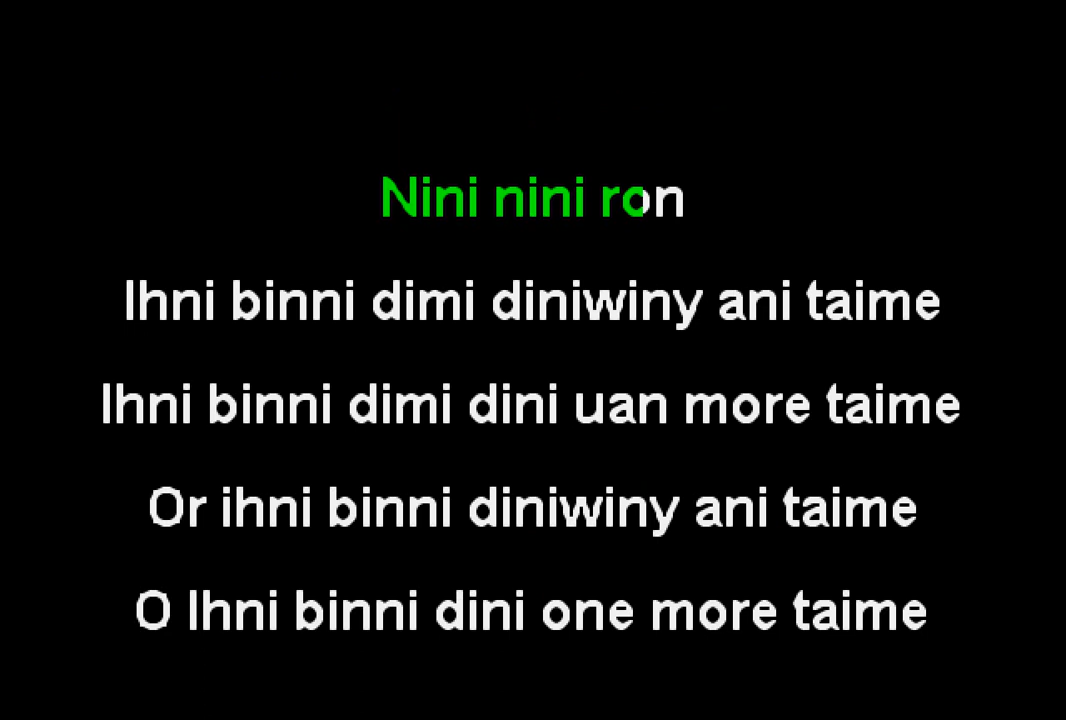 Nini nini ron
Ihni binni dimi diniwiny ani taime
Ihni binni dimi dini uan more taime
Or ihni binni diniwiny ani taime
O Ihni binni dini one more taime